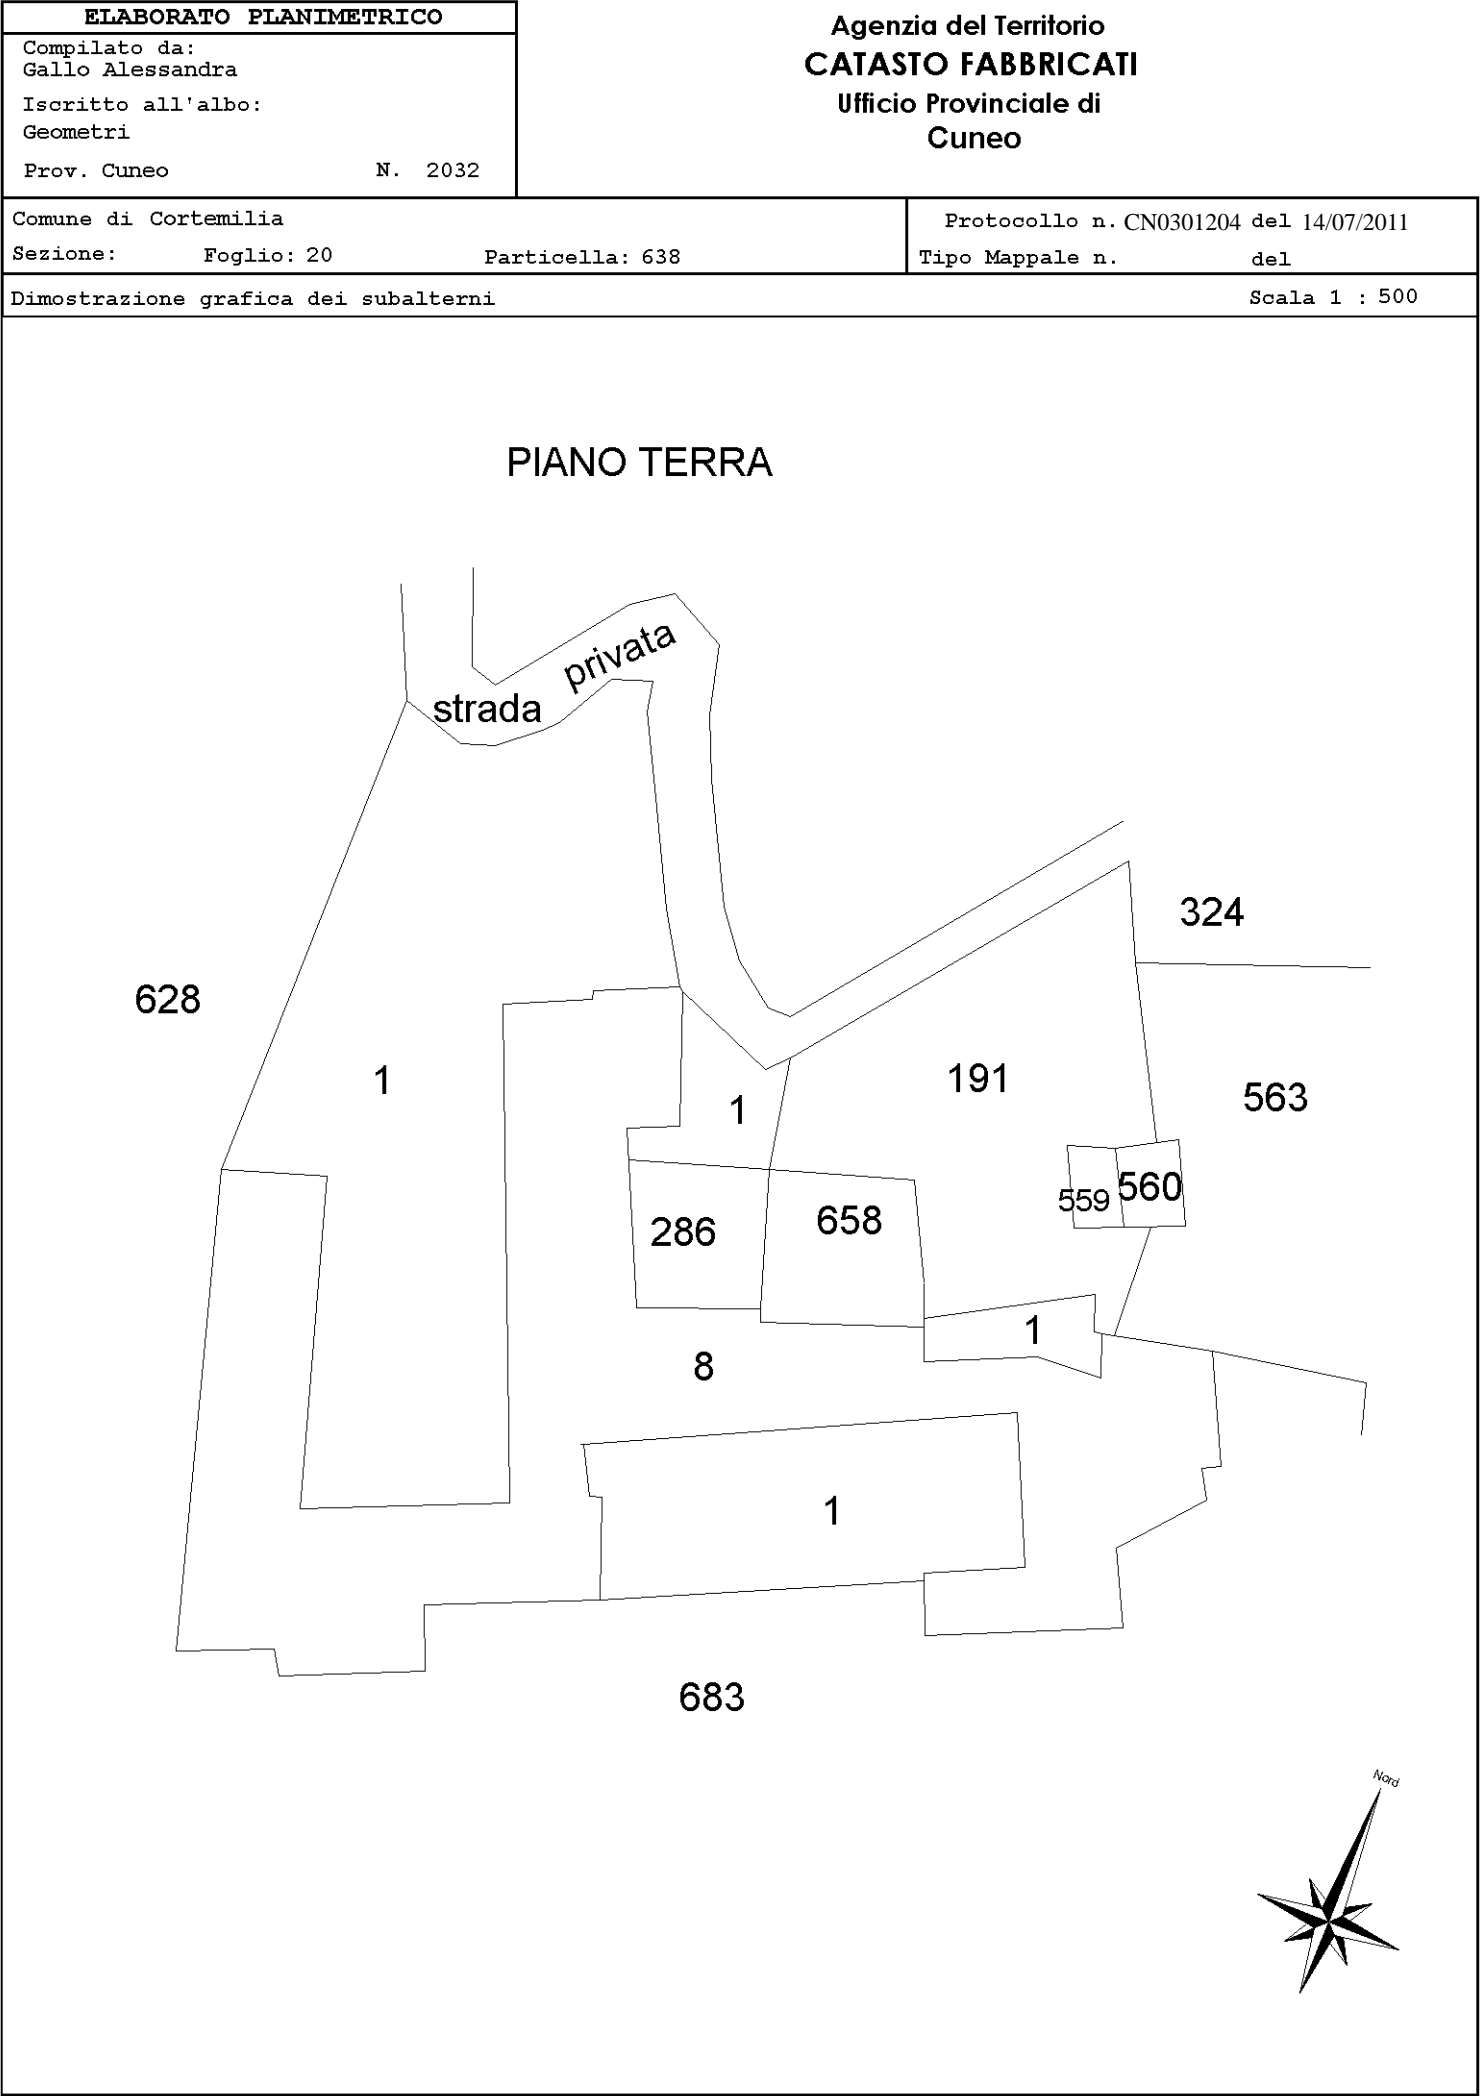 ELABORATO PLANIMETRICO
Compilato da:
Gallo Alessandra
Iscritto all'albo:
Geometri
Prov. Cuneo N. 2032
Agenzia del Territorio
CATASTO FABBRICATI
Ufficio Provinciale di
Cuneo
Comune di Cortemilia
Sezione: Foglio: 20 Particella: 638
Protocollo n. CN0301204 del 14/07/2011
Tipo Mappale n. del
Dimostrazione grafica dei subalterni Scala 1 : 500
PIANO TERRA
privata
strada
324
628
1
1
191
563
559
560
286
658
1
8
1
683
Nord